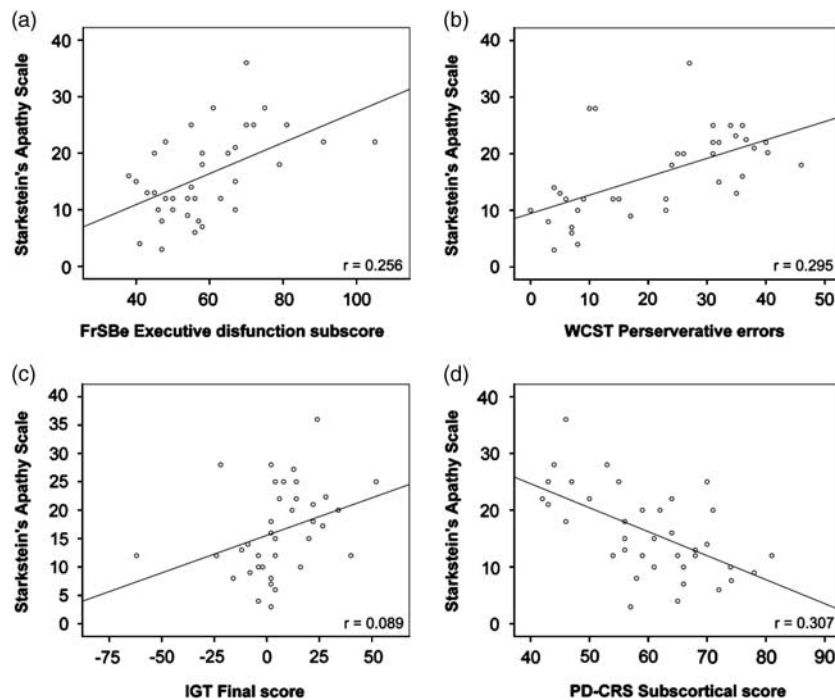 (a)
Starkstein's Apathy Scale
40
30
20
10
0
40 60 80 100
r = 0.256
FrSBe Executive disfunction subscore
(b)
Starkstein's Apathy Scale
40
30
20
10
0
0 10 20 30 40 50
r = 0.295
WCST Perserverative errors
(c)
Starkstein's Apathy Scale
40
35
30
25
20
15
10
5
0
-75 -50 -25 0 25 50
r = 0.089
IGT Final score
(d)
Starkstein's Apathy Scale
40
30
20
10
0
40 50 60 70 80 90
r = 0.307
PD-CRS Subscortical score